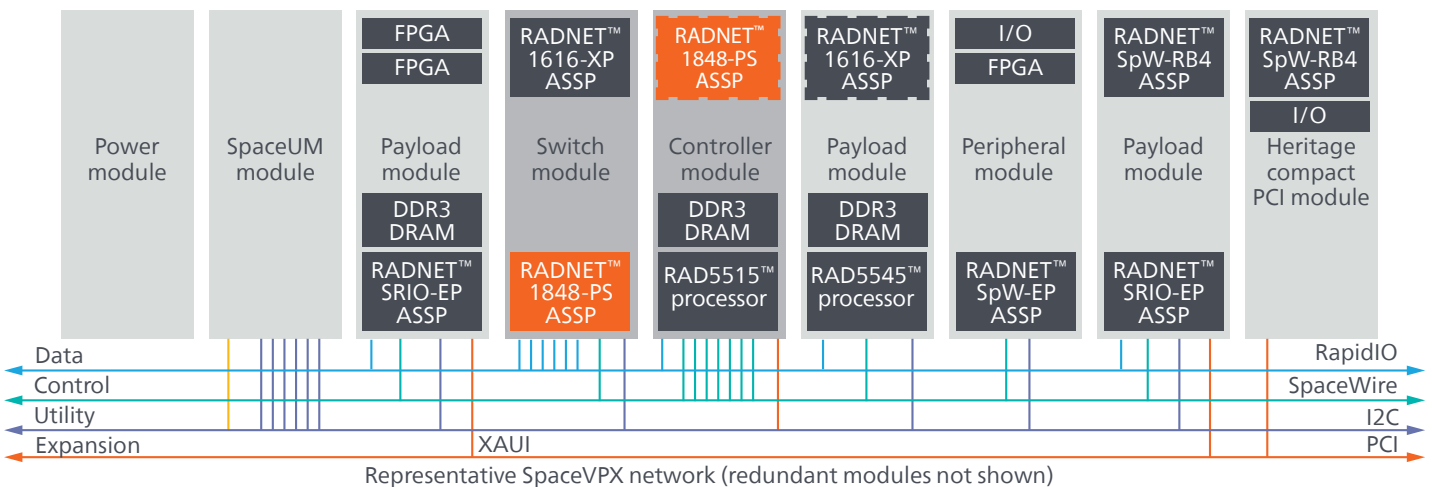 Power
module
SpaceUM
module
FPGA
FPGA
Payload
module
DDR3
DRAM
RADNET™
SRIO-EP
ASSP
RADNET™
1616-XP
ASSP
Switch
module
RADNET™
1848-PS
ASSP
RADNET™
1848-PS
ASSP
Controller
module
DDR3
DRAM
RAD5515™
processor
RADNET™
1616-XP
ASSP
Payload
module
DDR3
DRAM
RAD5545™
processor
I/O
FPGA
Peripheral
module
RADNET™
SpW-EP
ASSP
RADNET™
SpW-RB4
ASSP
Payload
module
RADNET™
SRIO-EP
ASSP
RADNET™
SpW-RB4
ASSP
I/O
Heritage
compact
PCI module
Data
RapidIO
Control
SpaceWire
Utility
I2C
Expansion
XAUI
PCI
Representative SpaceVPX network (redundant modules not shown)